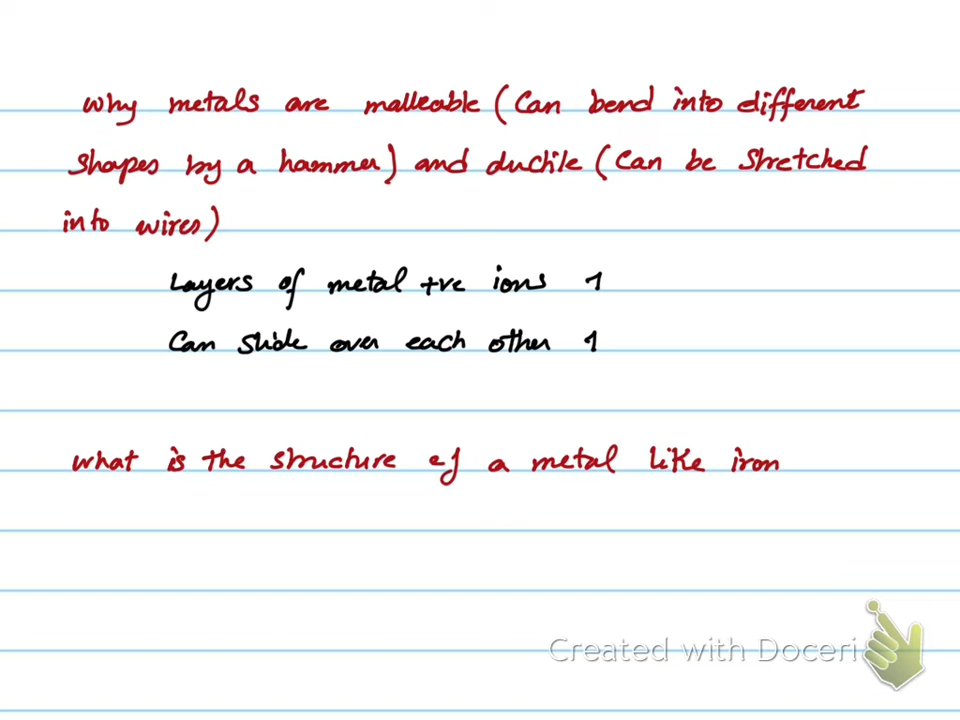 why metals are malleable (can bend into different
shapes by a hammer) and ductile (can be stretched
into wires)
Layers of metal +ve ions 1
Can slide over each other 1
what is the structure of a metal like iron
Created with Doceri